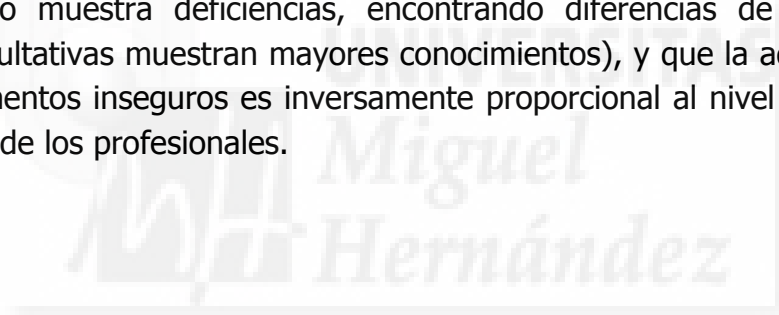 o muestra deficiencias, encontrando diferencias de
ultativas muestran mayores conocimientos), y que la a
mentos inseguros es inversamente proporcional al nivel
de los profesionales.
UNIVERSITAS
Miguel
Hernández